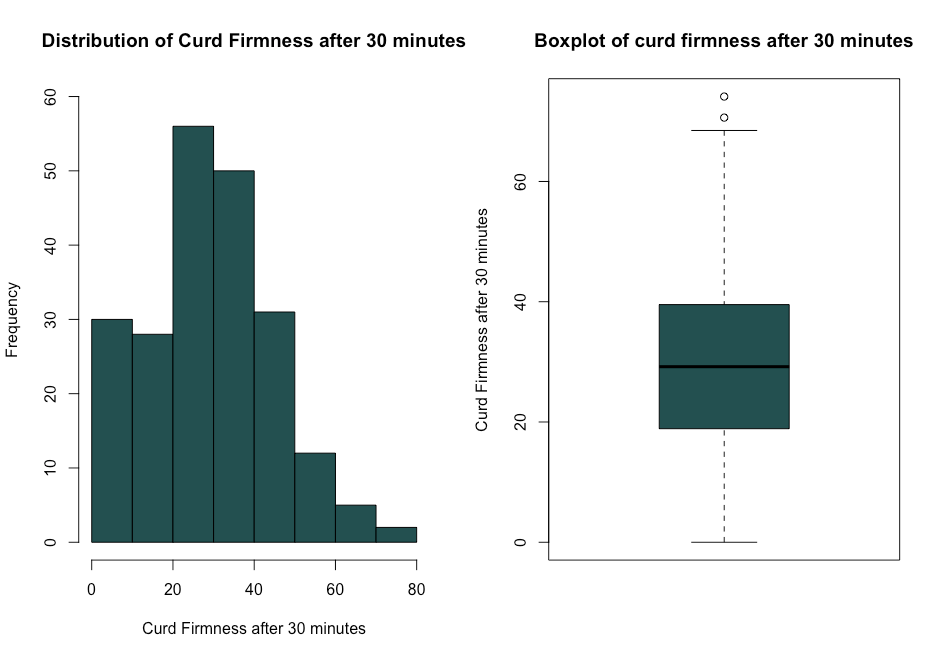 Distribution of Curd Firmness after 30 minutes
Frequency
0
10
20
30
40
50
60
0 20 40 60 80
Curd Firmness after 30 minutes
Boxplot of curd firmness after 30 minutes
Curd Firmness after 30 minutes
0
20
40
60